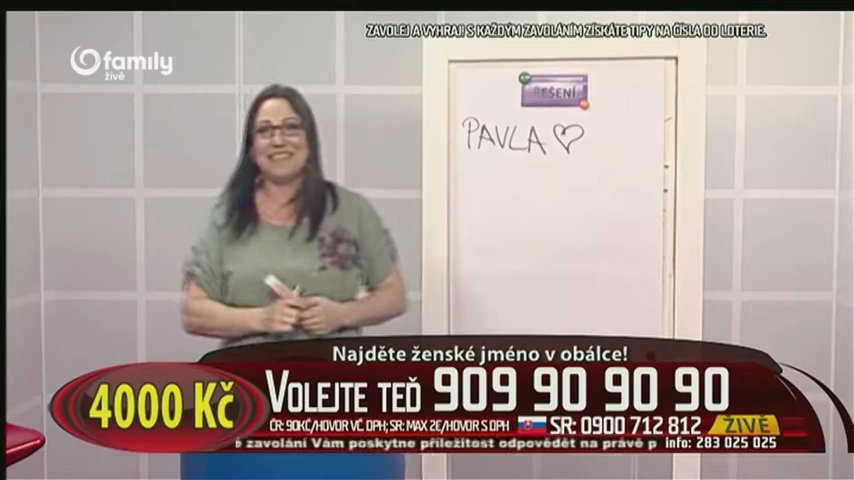 ZAVOLEJ A VYHRAJ! S KAŽDÝM ZAVOLÁNÍM ZÍSKÁTE TIPY NA ČÍSLA DO LOTERIE.
family
živě
ŘEŠENÍ
PAVLA
Najděte ženské jméno v obálce!
4000 Kč
VOLEJTE TEĎ 909 90 90 90
ČR: 90KČ/HOVOR VČ. DPH; SR: MAX 2E/HOVOR S DPH
SR: 0900 712 812
ŽIVĚ
e zavolání Vám poskytne příležitost odpovědět na právě p
info: 283 025 025